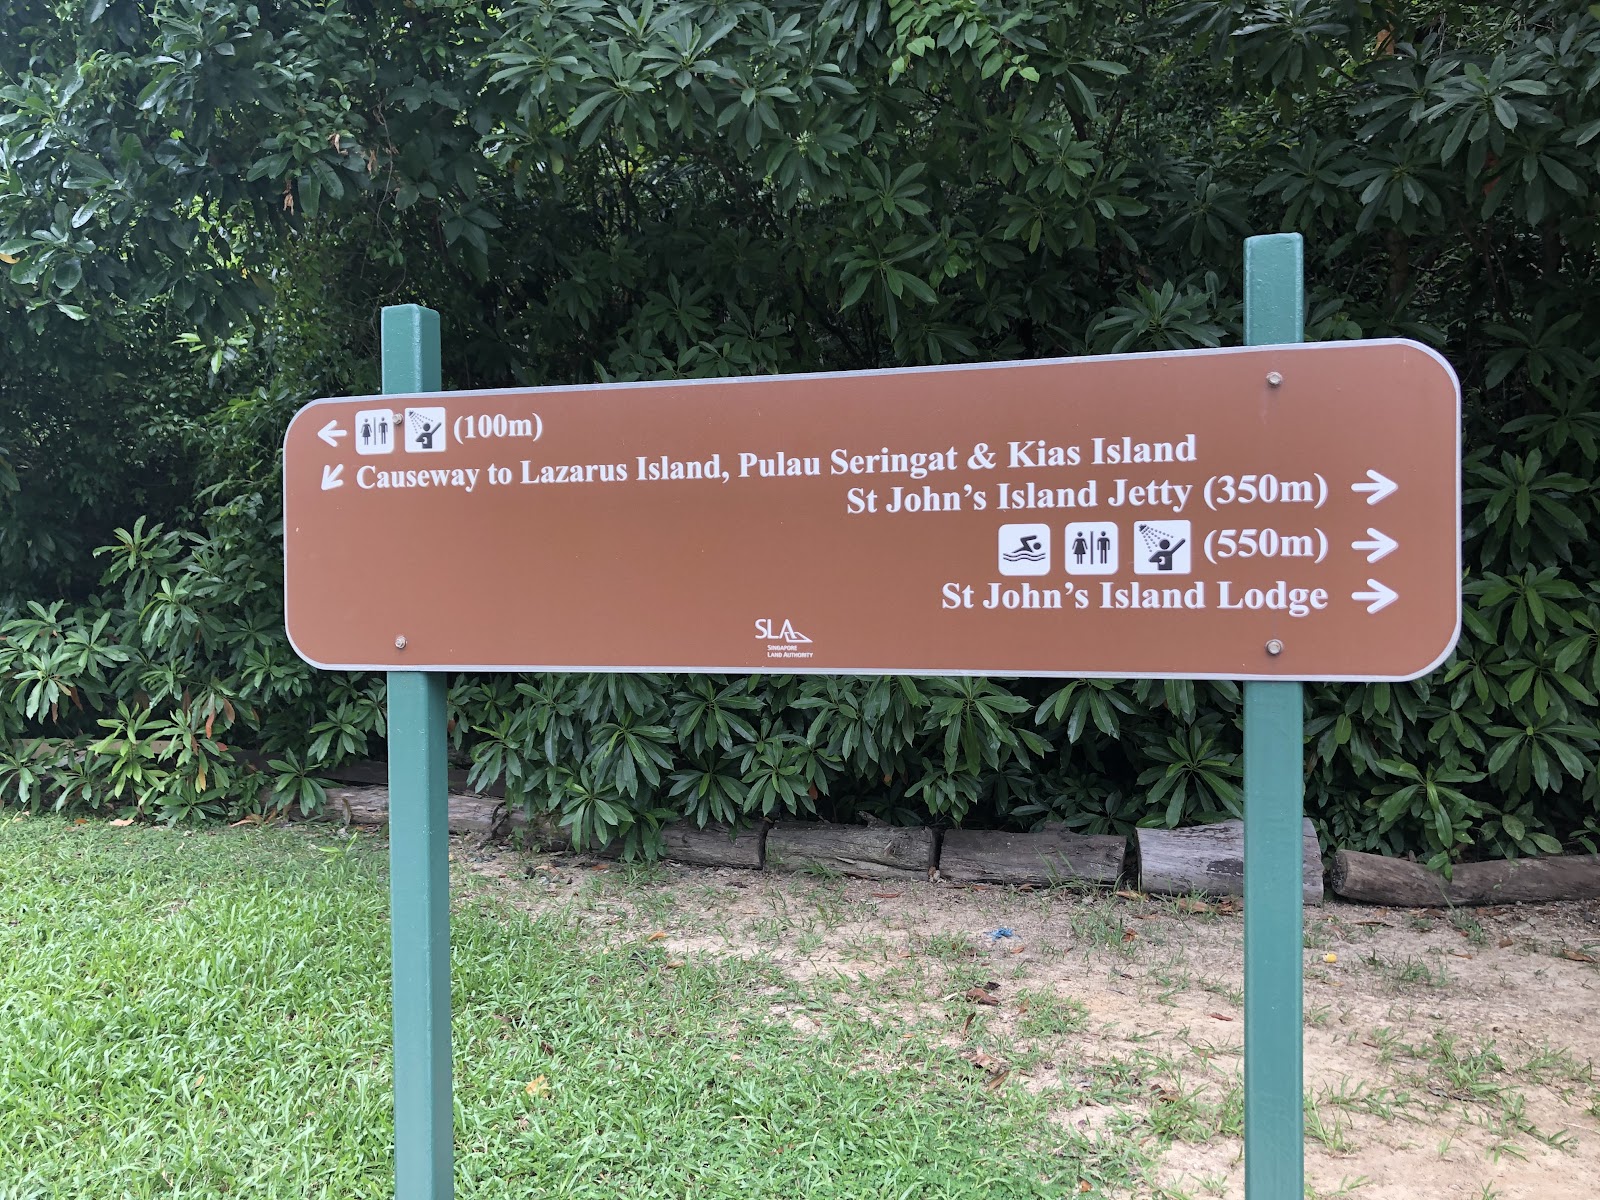 (100m)
Causeway to Lazarus Island, Pulau Seringat & Kias Island
St John's Island Jetty (350m)
(550m)
St John's Island Lodge
SLA
SINGAPORE
LAND AUTHORITY